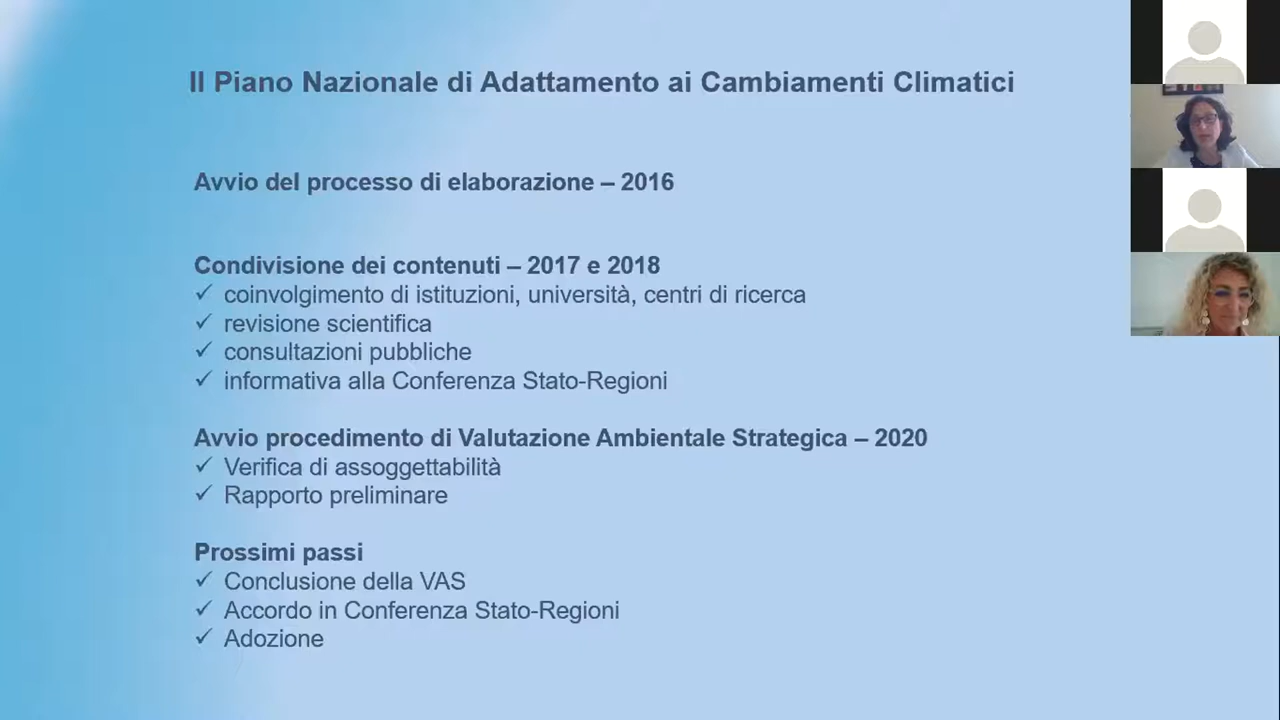 Il Piano Nazionale di Adattamento ai Cambiamenti Climatici
Avvio del processo di elaborazione – 2016
Condivisione dei contenuti – 2017 e 2018
✓ coinvolgimento di istituzioni, università, centri di ricerca
✓ revisione scientifica
✓ consultazioni pubbliche
✓ informativa alla Conferenza Stato-Regioni
Avvio procedimento di Valutazione Ambientale Strategica – 2020
✓ Verifica di assoggettabilità
✓ Rapporto preliminare
Prossimi passi
✓ Conclusione della VAS
✓ Accordo in Conferenza Stato-Regioni
✓ Adozione